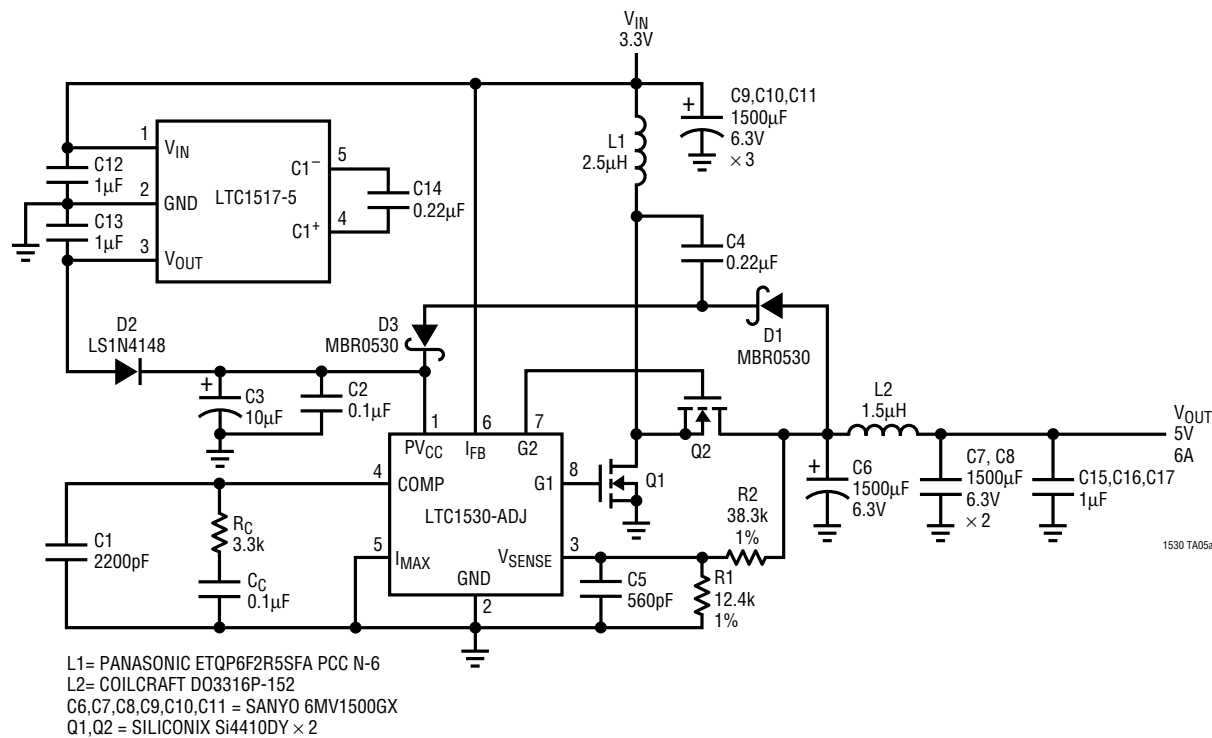 VIN
3.3V
C9,C10,C11
1500µF
6.3V
× 3
L1
2.5µH
1
VIN
C12
1µF
2
GND
LTC1517-5
C13
1µF
3
VOUT
C1−
5
C1+
4
C14
0.22µF
C4
0.22µF
D2
LS1N4148
D3
MBR0530
D1
MBR0530
+
C3
10µF
C2
0.1µF
1
PVCC
6
IFB
7
G2
Q2
L2
1.5µH
VOUT
5V
6A
4
COMP
G1
8
Q1
LTC1530-ADJ
C6
1500µF
6.3V
C7, C8
1500µF
6.3V
× 2
C15,C16,C17
1µF
R2
38.3k
1%
C1
2200pF
RC
3.3k
CC
0.1µF
5
IMAX
VSENSE
3
GND
2
C5
560pF
R1
12.4k
1%
1530 TA05a
L1= PANASONIC ETQP6F2R5SFA PCC N-6
L2= COILCRAFT DO3316P-152
C6,C7,C8,C9,C10,C11 = SANYO 6MV1500GX
Q1,Q2 = SILICONIX Si4410DY × 2